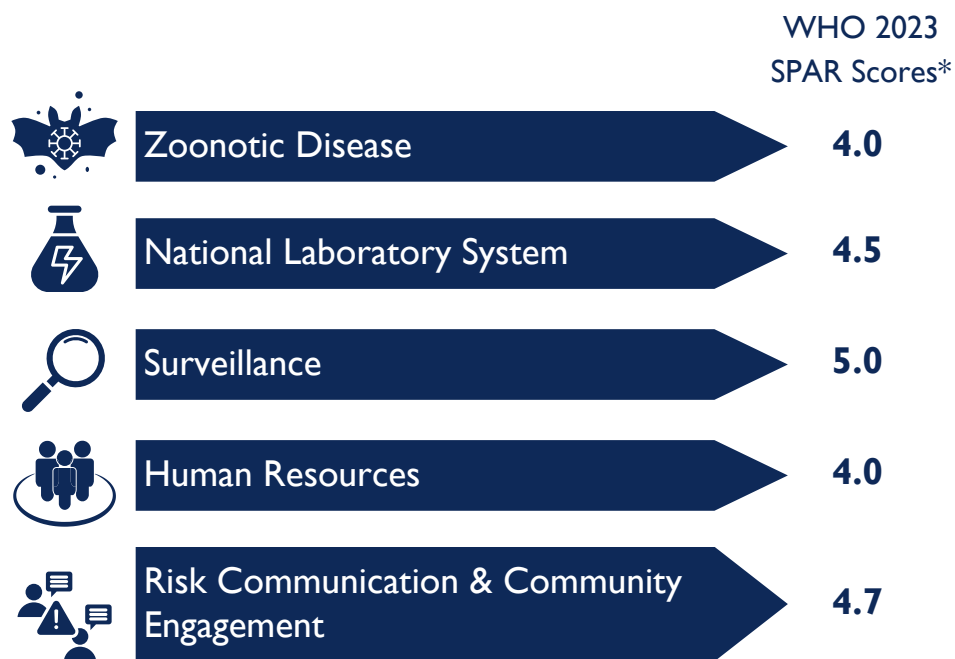 WHO 2023
SPAR Scores*
Zoonotic Disease 4.0
National Laboratory System 4.5
Surveillance 5.0
Human Resources 4.0
Risk Communication & Community
Engagement 4.7